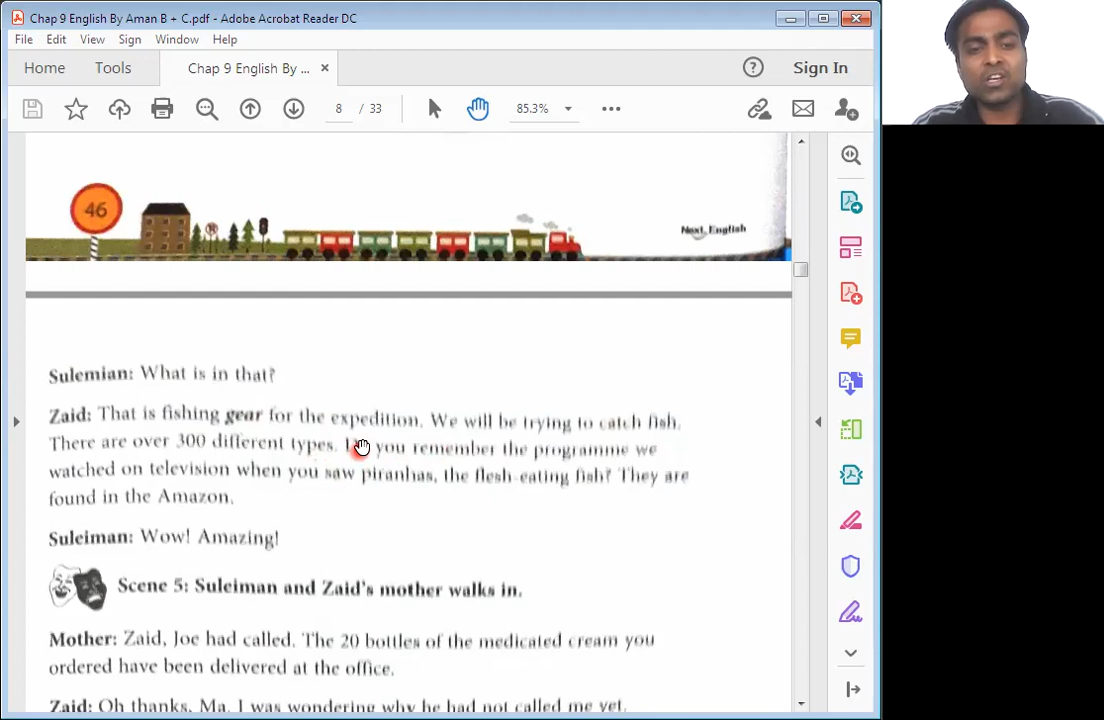 Chap 9 English By Aman B + C.pdf - Adobe Acrobat Reader DC
File Edit View Sign Window Help
Home Tools Chap 9 English By ... × Sign In
8 / 33 85.3%
46
Next English
Sulemian: What is in that?
Zaid: That is fishing gear for the expedition. We will be trying to catch fish.
There are over 300 different types. you remember the programme we
watched on television when you saw piranhas, the flesh-eating fish? They are
found in the Amazon.
Suleiman: Wow! Amazing!
Scene 5: Suleiman and Zaid's mother walks in.
Mother: Zaid, Joe had called. The 20 bottles of the medicated cream you
ordered have been delivered at the office.
Zaid: Oh thanks, Ma. I was wondering why he had not called me yet.